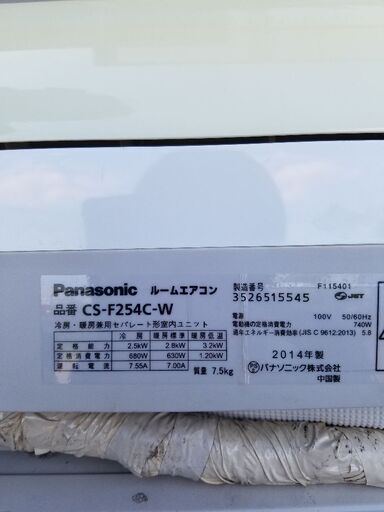 Panasonic ルームエアコン
品番 CS-F254C-W
冷房・暖房兼用セパレート形室内ユニット
冷房 暖房標準 暖房低温
定格能力 2.5kW 2.8kW 3.2kW
定格消費電力 680W 630W 1.20kW
運転電流 7.55A 7.00A
質量 7.5kg
製造番号 F115401
3526515545 JET
電源 100V 50/60Hz
電動機の定格消費電力 740W
通年エネルギー消費効率(JIS C 9612:2013) 5.8
2014年製
パナソニック株式会社
中国製